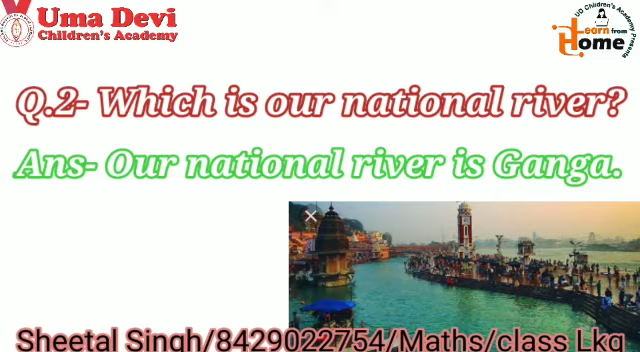 Uma Devi
Children's Academy
UD Children's Academy Presents
Learn from
Home
Q.2- Which is our national river?
Ans- Our national river is Ganga.
Sheetal Singh/8429022754/Maths/class Lkg